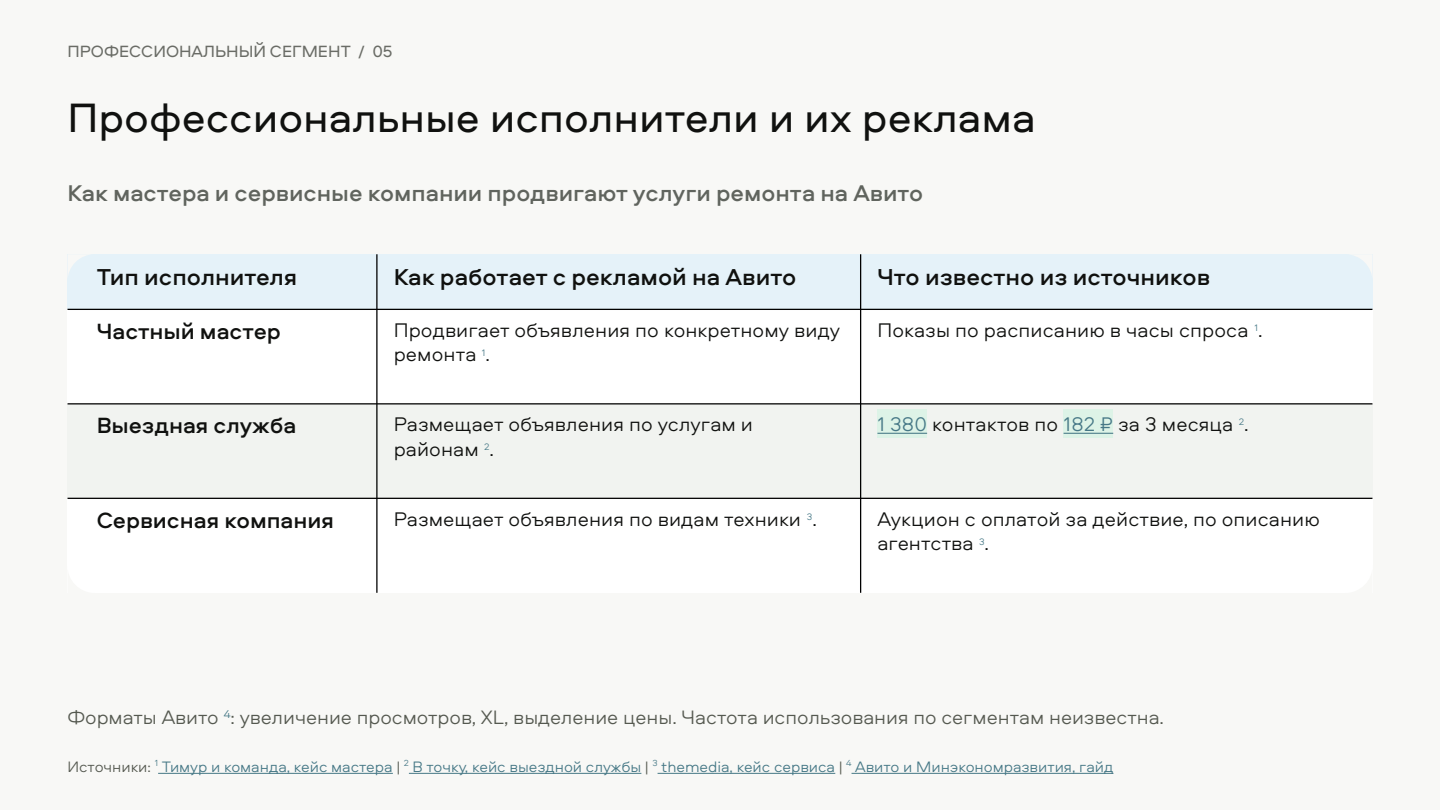 ПРОФЕССИОНАЛЬНЫЙ СЕГМЕНТ / 05
Профессиональные исполнители и их реклама
Как мастера и сервисные компании продвигают услуги ремонта на Авито
Тип исполнителя
Как работает с рекламой на Авито
Что известно из источников
Частный мастер
Продвигает объявления по конкретному виду
ремонта ¹.
Показы по расписанию в часы спроса ¹.
Выездная служба
Размещает объявления по услугам и
районам ².
1 380 контактов по 182 ₽ за 3 месяца ².
Сервисная компания
Размещает объявления по видам техники ³.
Аукцион с оплатой за действие, по описанию
агентства ³.
Форматы Авито ⁴: увеличение просмотров, XL, выделение цены. Частота использования по сегментам неизвестна.
Источники: ¹ Тимур и команда, кейс мастера | ² В точку, кейс выездной службы | ³ themedia, кейс сервиса | ⁴ Авито и Минэкономразвития, гайд